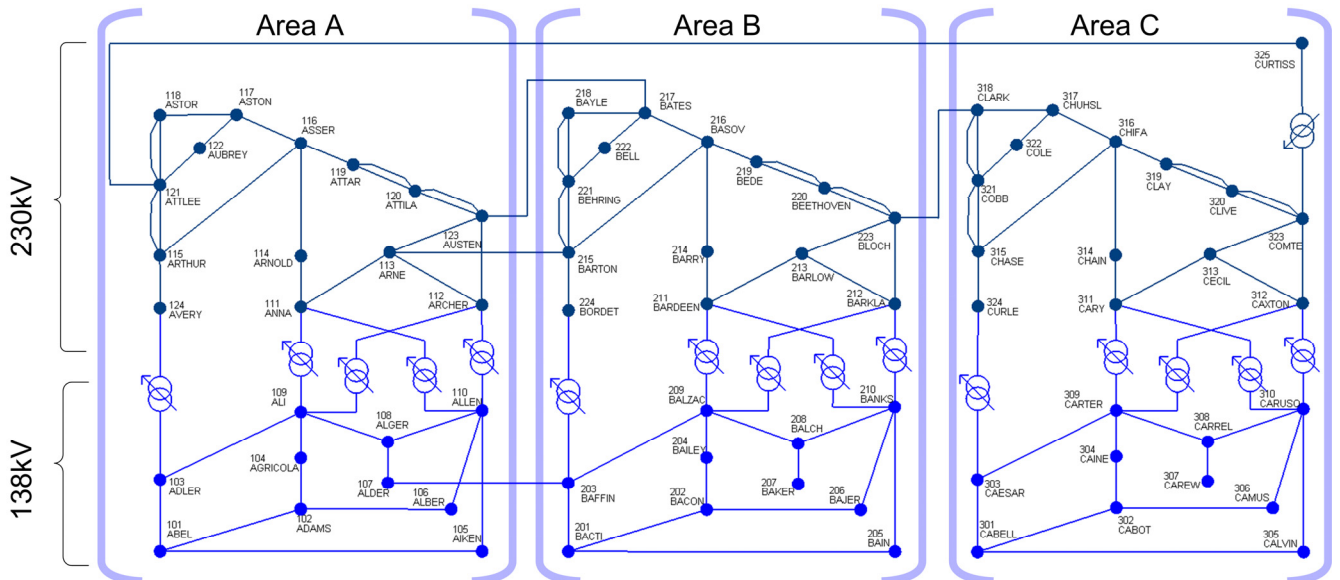 Area A
Area B
Area C
230kV
138kV
325
CURTISS
118
ASTOR
117
ASTON
116
ASSER
122
AUBREY
119
ATTAR
120
ATTILA
121
ATTLEE
123
AUSTEN
115
ARTHUR
114
ARNOLD
113
ARNE
124
AVERY
111
ANNA
112
ARCHER
109
ALI
110
ALLEN
108
ALGER
104
AGRICOLA
103
ADLER
107
ALDER
106
ALBER
101
ABEL
102
ADAMS
105
AIKEN
218
BAYLE
217
BATES
216
BASOV
222
BELL
219
BEDE
220
BEETHOVEN
221
BEHRING
223
BLOCH
215
BARTON
214
BARRY
213
BARLOW
224
BORDET
211
BARDEEN
212
BARKLA
209
BALZAC
210
BANKS
208
BALCH
204
BAILEY
203
BAFFIN
207
BAKER
206
BAJER
202
BACON
201
BACTI
205
BAIN
318
CLARK
317
CHUHSL
316
CHIFA
322
COLE
319
CLAY
320
CLIVE
321
COBB
323
COMTE
315
CHASE
314
CHAIN
313
CECIL
324
CURLE
311
CARY
312
CAXTON
309
CARTER
310
CARUSO
308
CARREL
304
CAINE
303
CAESAR
307
CAREW
306
CAMUS
301
CABELL
302
CABOT
305
CALVIN